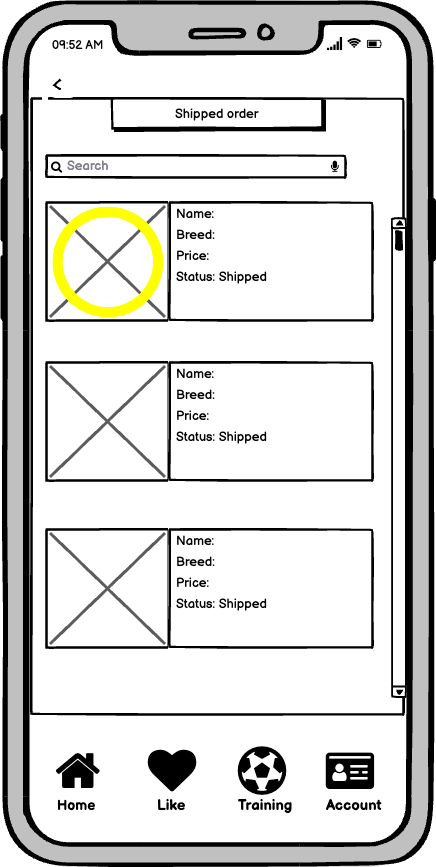 09:52 AM
Shipped order
Search
Name:
Breed:
Price:
Status: Shipped
Name:
Breed:
Price:
Status: Shipped
Name:
Breed:
Price:
Status: Shipped
Home Like Training Account